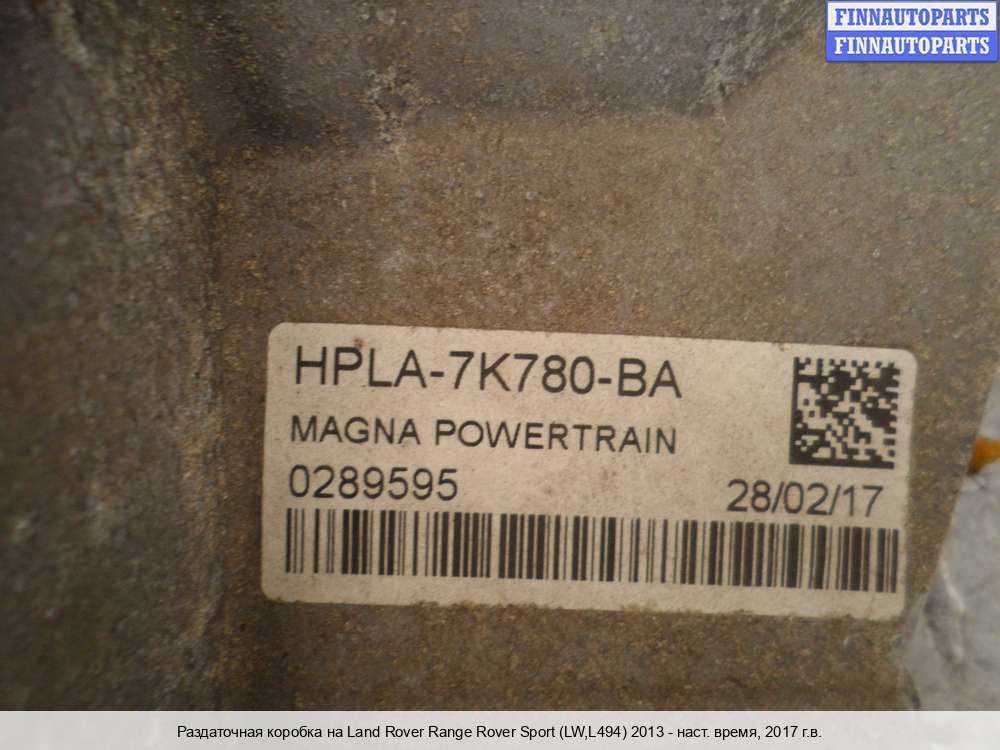 FINNAUTOPARTS
FINNAUTOPARTS
HPLA-7K780-BA
MAGNA POWERTRAIN
0289595
28/02/17
Раздаточная коробка на Land Rover Range Rover Sport (LW,L494) 2013 - наст. время, 2017 г.в.